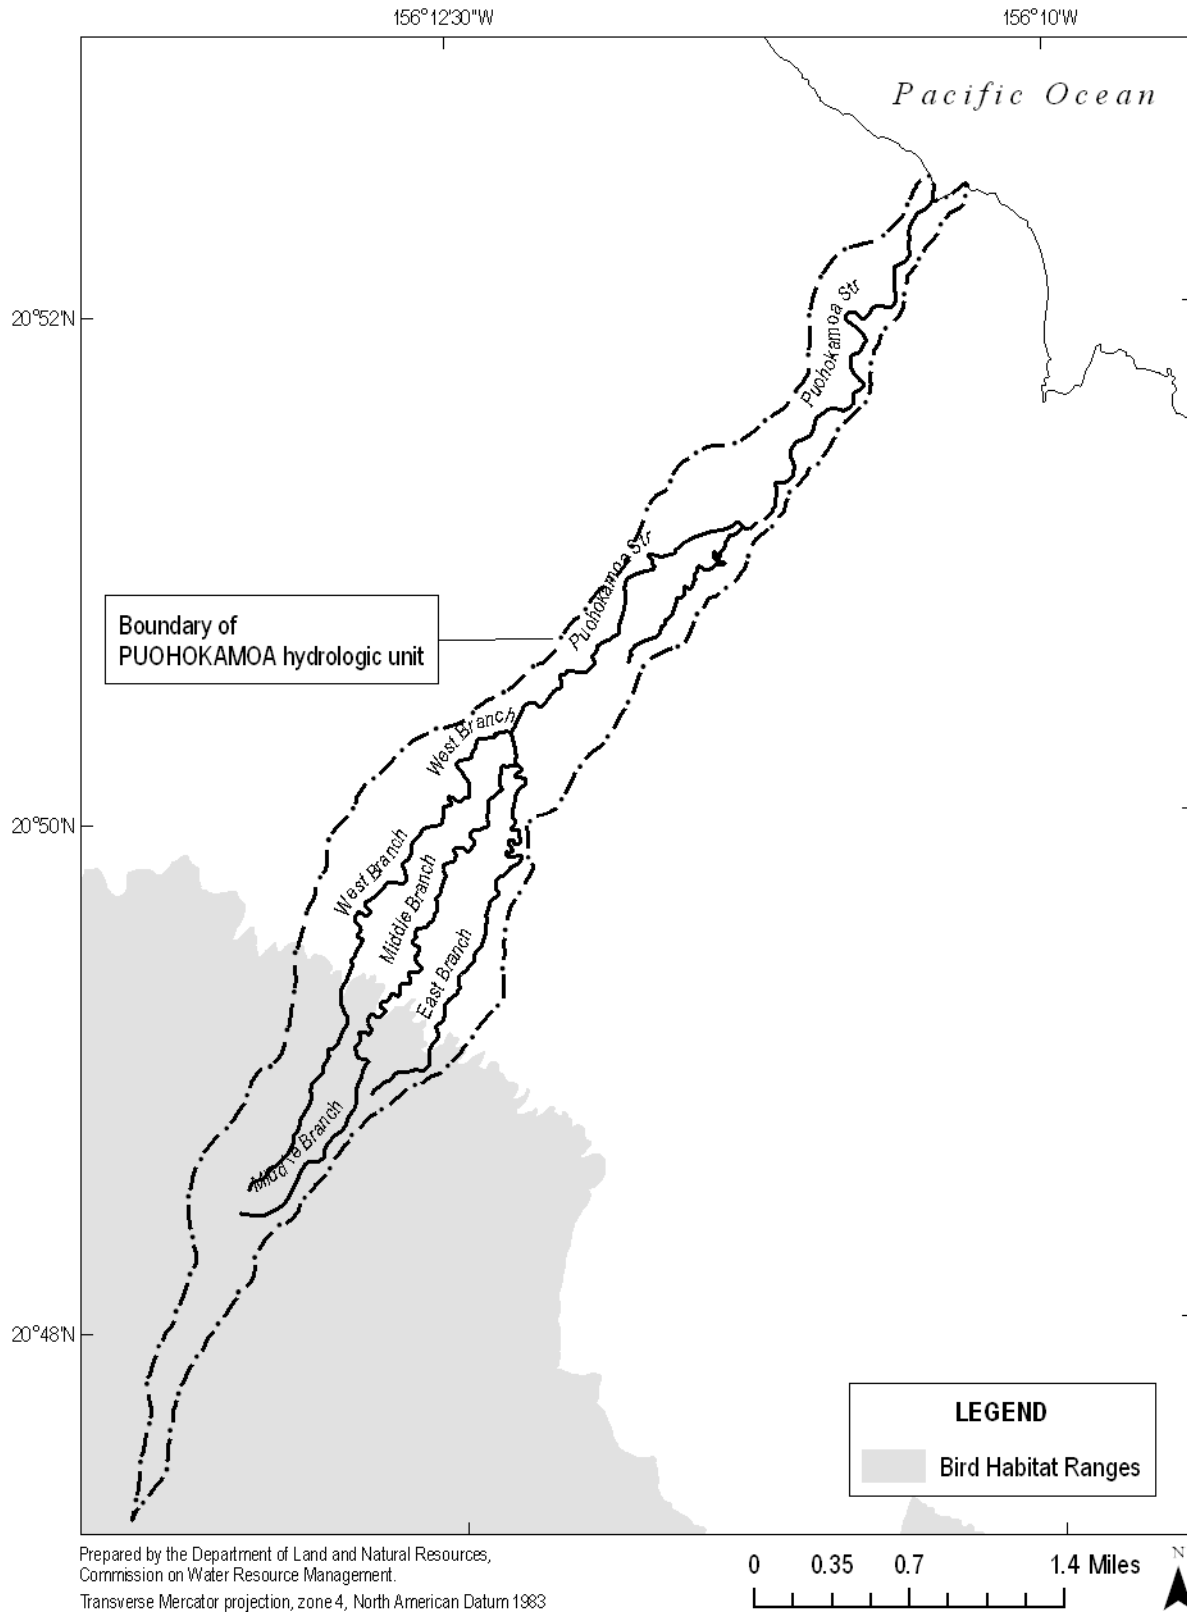 156°12'30"W
156°10'W
Pacific Ocean
20°52'N
Puohokamoa Str
Puohokamoa Str
Boundary of
PUOHOKAMOA hydrologic unit
West Branch
20°50'N
West Branch
Middle Branch
East Branch
Middle Branch
20°48'N
LEGEND
Bird Habitat Ranges
Prepared by the Department of Land and Natural Resources,
Commission on Water Resource Management.
Transverse Mercator projection, zone 4, North American Datum 1983
0 0.35 0.7 1.4 Miles
N